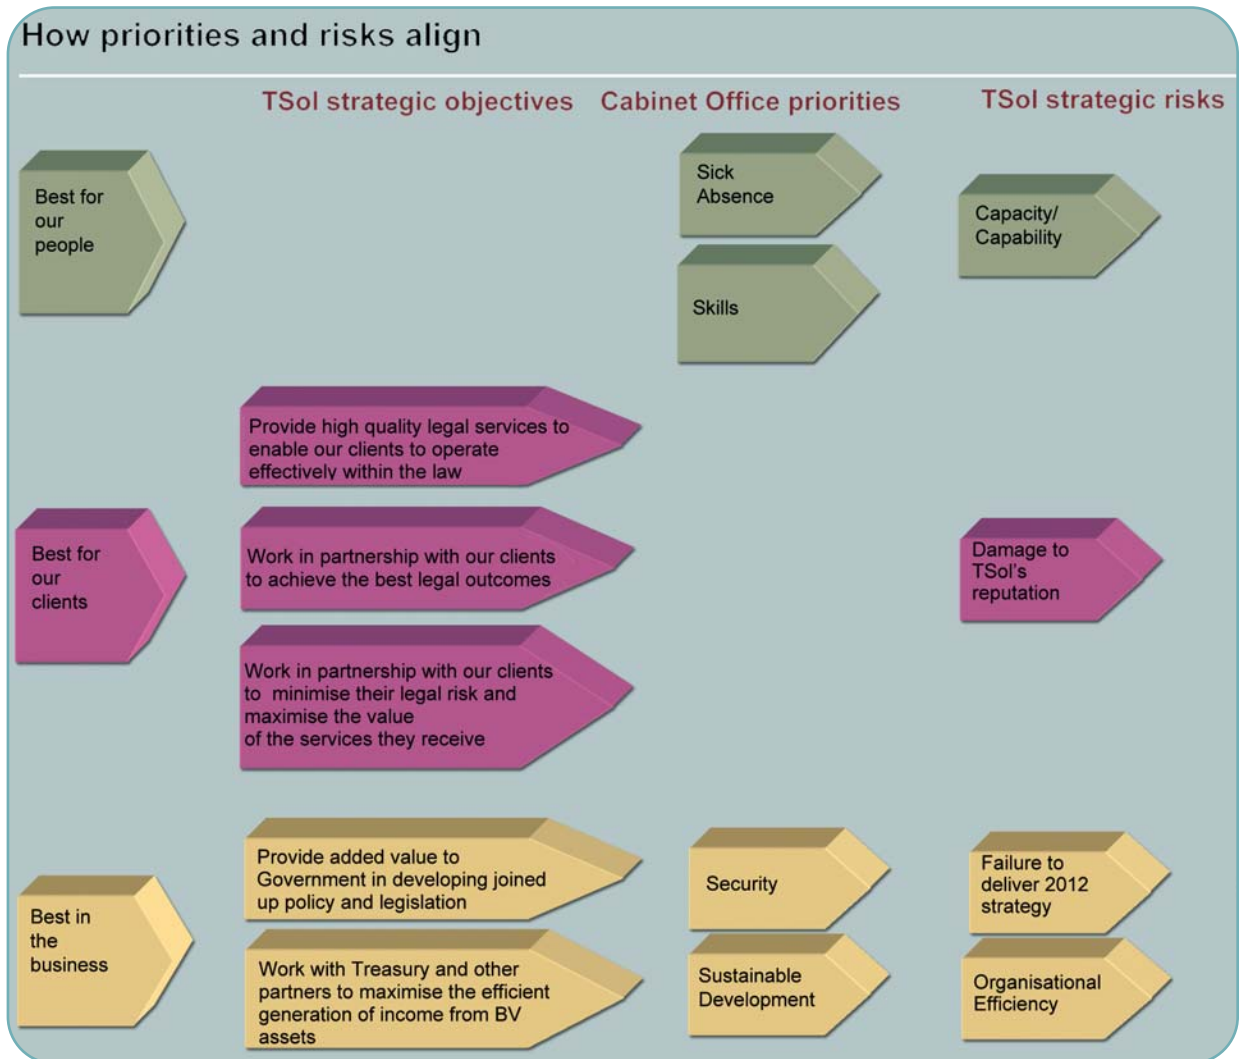 How priorities and risks align
TSol strategic objectives
Cabinet Office priorities
TSol strategic risks
Best for
our
people
Sick
Absence
Skills
Capacity/
Capability
Best for
our
clients
Provide high quality legal services to
enable our clients to operate
effectively within the law
Work in partnership with our clients
to achieve the best legal outcomes
Work in partnership with our clients
to minimise their legal risk and
maximise the value
of the services they receive
Damage to
TSol's
reputation
Best in
the
business
Provide added value to
Government in developing joined
up policy and legislation
Work with Treasury and other
partners to maximise the efficient
generation of income from BV
assets
Security
Sustainable
Development
Failure to
deliver 2012
strategy
Organisational
Efficiency